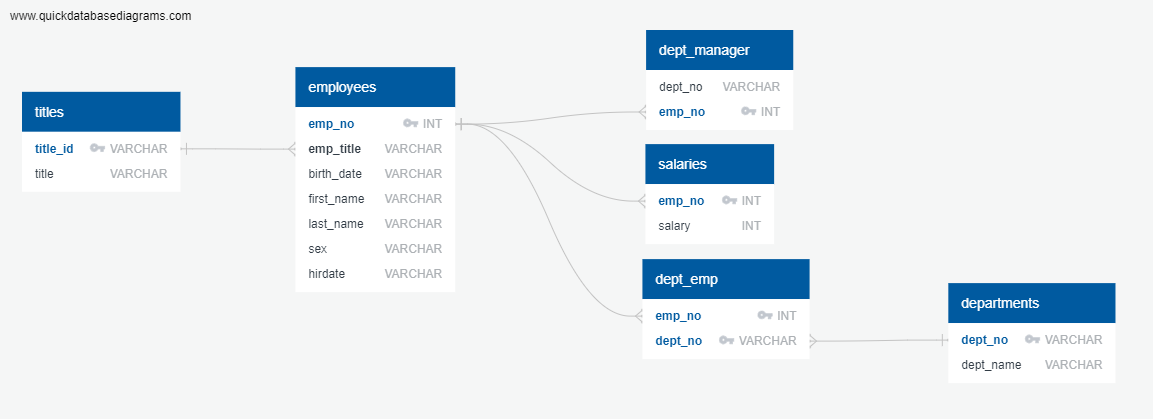 www.quickdatabasediagrams.com
titles
title_id VARCHAR
title VARCHAR
employees
emp_no INT
emp_title VARCHAR
birth_date VARCHAR
first_name VARCHAR
last_name VARCHAR
sex VARCHAR
hirdate VARCHAR
dept_manager
dept_no VARCHAR
emp_no INT
salaries
emp_no INT
salary INT
dept_emp
emp_no INT
dept_no VARCHAR
departments
dept_no VARCHAR
dept_name VARCHAR